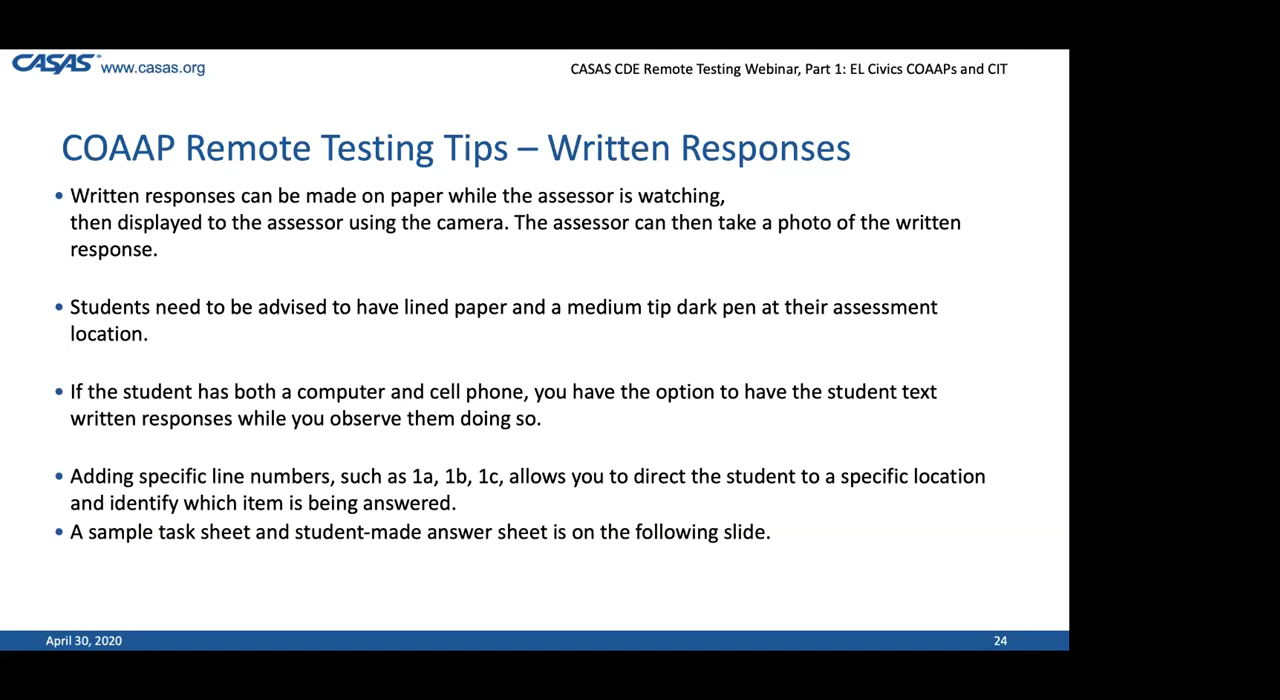 CASAS www.casas.org
CASAS CDE Remote Testing Webinar, Part 1: EL Civics COAAPs and CIT
COAAP Remote Testing Tips – Written Responses
• Written responses can be made on paper while the assessor is watching,
then displayed to the assessor using the camera. The assessor can then take a photo of the written
response.
• Students need to be advised to have lined paper and a medium tip dark pen at their assessment
location.
• If the student has both a computer and cell phone, you have the option to have the student text
written responses while you observe them doing so.
• Adding specific line numbers, such as 1a, 1b, 1c, allows you to direct the student to a specific location
and identify which item is being answered.
• A sample task sheet and student-made answer sheet is on the following slide.
April 30, 2020
24